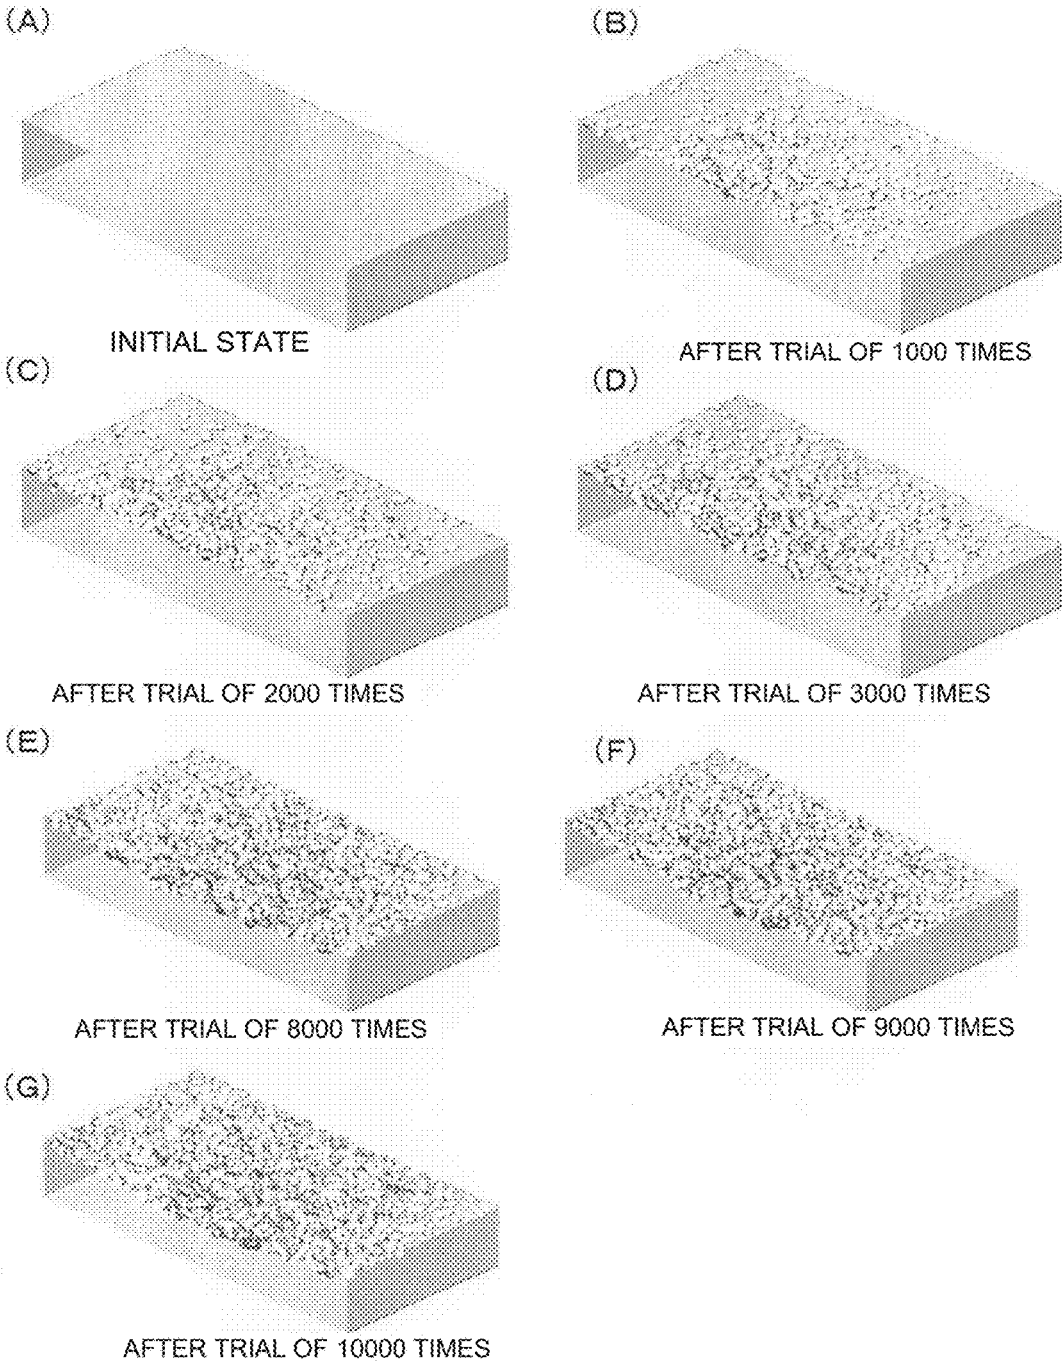 (A)
(B)
INITIAL STATE
AFTER TRIAL OF 1000 TIMES
(C)
(D)
AFTER TRIAL OF 2000 TIMES
AFTER TRIAL OF 3000 TIMES
(E)
(F)
AFTER TRIAL OF 8000 TIMES
AFTER TRIAL OF 9000 TIMES
(G)
AFTER TRIAL OF 10000 TIMES